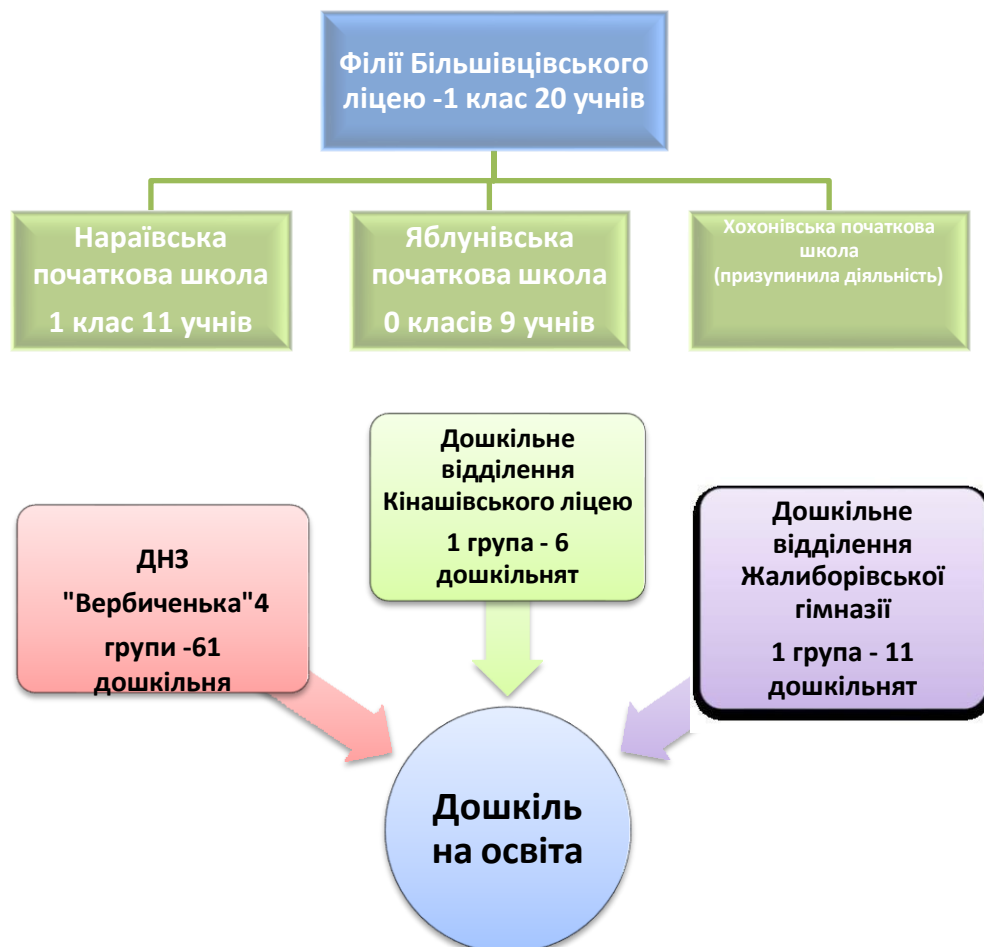 Філії Більшівцівського
ліцею -1 клас 20 учнів
Нараївська
початкова школа
1 клас 11 учнів
Яблунівська
початкова школа
0 класів 9 учнів
Хохонівська початкова
школа
(призупинила діяльність)
Дошкільне
відділення
Кінашівського ліцею
1 група - 6
дошкільнят
ДНЗ
"Вербиченька"4
групи -61
дошкільня
Дошкільне
відділення
Жалиборівської
гімназії
1 група - 11
дошкільнят
Дошкіль
на освіта